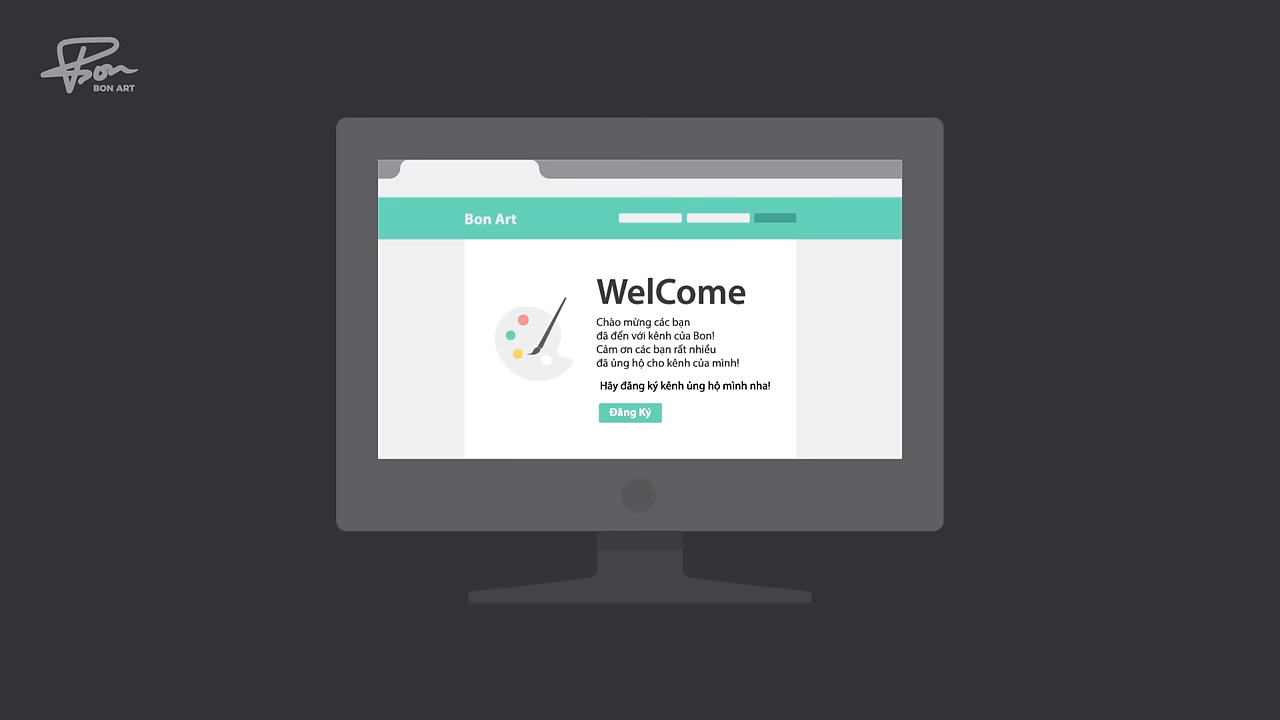 Bon
BON ART
Bon Art
WelCome
Chào mừng các bạn
đã đến với kênh của Bon!
Cảm ơn các bạn rất nhiều
đã ủng hộ cho kênh của mình!
Hãy đăng ký kênh ủng hộ mình nha!
Đăng Ký